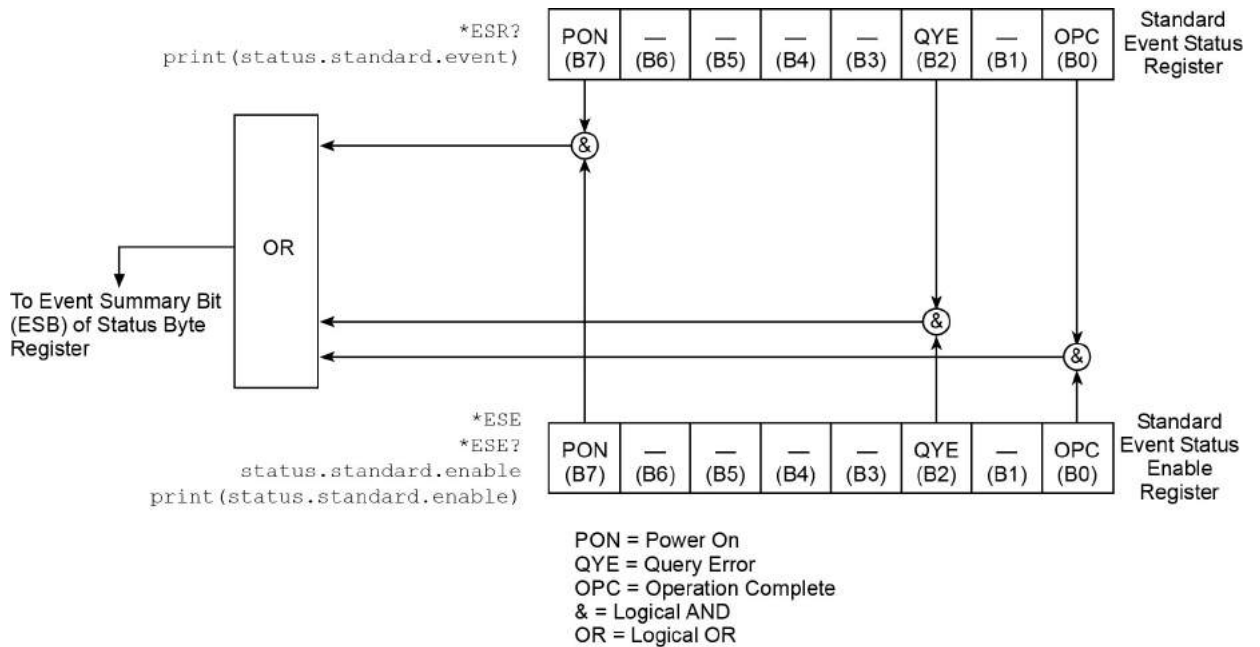 *ESR?
print(status.standard.event)
PON — — — — QYE — OPC
(B7) (B6) (B5) (B4) (B3) (B2) (B1) (B0)
Standard
Event Status
Register
&
OR
To Event Summary Bit
(ESB) of Status Byte
Register
&
&
*ESE
*ESE?
status.standard.enable
print(status.standard.enable)
PON — — — — QYE — OPC
(B7) (B6) (B5) (B4) (B3) (B2) (B1) (B0)
Standard
Event Status
Enable
Register
PON = Power On
QYE = Query Error
OPC = Operation Complete
& = Logical AND
OR = Logical OR